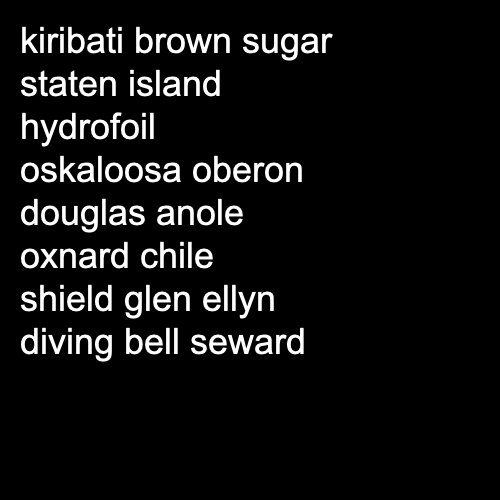 kiribati brown sugar
staten island
hydrofoil
oskaloosa oberon
douglas anole
oxnard chile
shield glen ellyn
diving bell seward